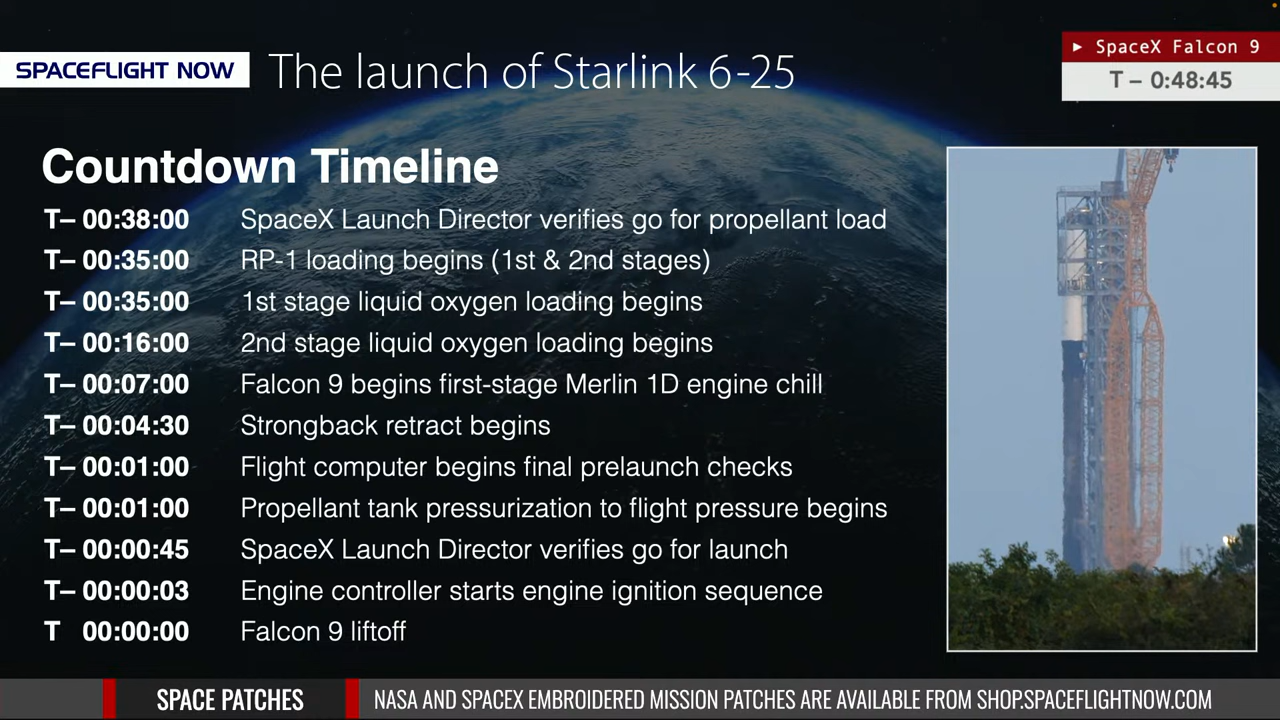 SPACEFLIGHT NOW
The launch of Starlink 6-25
▶ SpaceX Falcon 9
T – 0:48:45
Countdown Timeline
T– 00:38:00 SpaceX Launch Director verifies go for propellant load
T– 00:35:00 RP-1 loading begins (1st & 2nd stages)
T– 00:35:00 1st stage liquid oxygen loading begins
T– 00:16:00 2nd stage liquid oxygen loading begins
T– 00:07:00 Falcon 9 begins first-stage Merlin 1D engine chill
T– 00:04:30 Strongback retract begins
T– 00:01:00 Flight computer begins final prelaunch checks
T– 00:01:00 Propellant tank pressurization to flight pressure begins
T– 00:00:45 SpaceX Launch Director verifies go for launch
T– 00:00:03 Engine controller starts engine ignition sequence
T 00:00:00 Falcon 9 liftoff
SPACE PATCHES
NASA AND SPACEX EMBROIDERED MISSION PATCHES ARE AVAILABLE FROM SHOP.SPACEFLIGHTNOW.COM